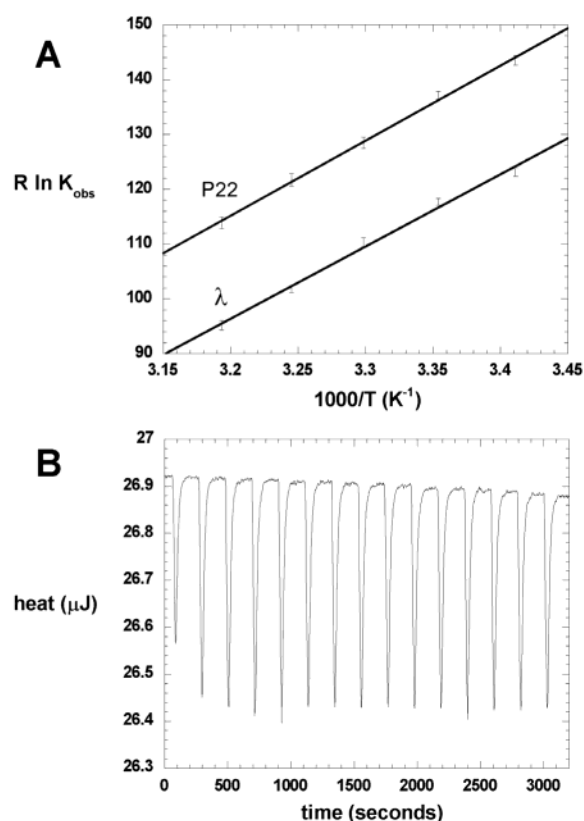 A
150
140
130
120
110
100
90
R ln K_obs
P22
λ
3.15 3.2 3.25 3.3 3.35 3.4 3.45
1000/T (K⁻¹)
B
27
26.9
26.8
26.7
26.6
26.5
26.4
26.3
heat (μJ)
0 500 1000 1500 2000 2500 3000
time (seconds)